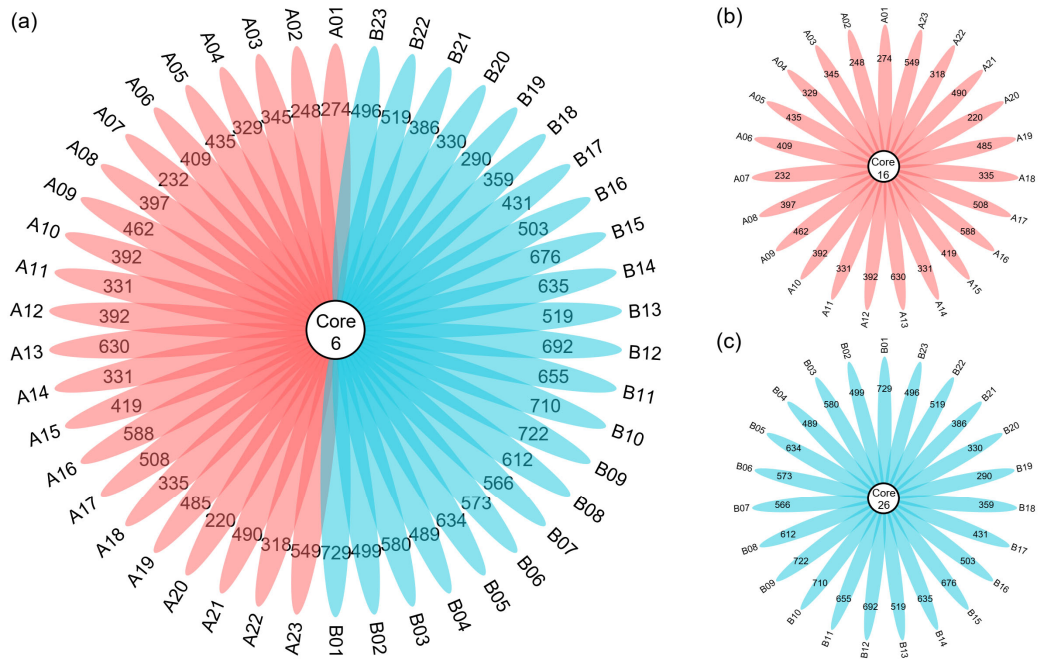 (a)
A01
274
A02
248
A03
345
A04
329
A05
435
A06
409
A07
232
A08
397
A09
462
A10
392
A11
331
A12
392
A13
630
A14
331
A15
419
A16
588
A17
508
A18
335
A19
485
A20
220
A21
490
A22
318
A23
549
B01
729
B02
499
B03
580
B04
489
B05
634
B06
573
B07
566
B08
612
B09
722
B10
710
B11
655
B12
692
B13
519
B14
635
B15
676
B16
503
B17
431
B18
359
B19
290
B20
330
B21
386
B22
519
B23
496
Core
6
(b)
A01
274
A02
248
A03
345
A04
329
A05
435
A06
409
A07
232
A08
397
A09
462
A10
392
A11
331
A12
392
A13
630
A14
331
A15
419
A16
588
A17
508
A18
335
A19
485
A20
220
A21
490
A22
318
A23
549
Core
16
(c)
B01
729
B02
499
B03
580
B04
489
B05
634
B06
573
B07
566
B08
612
B09
722
B10
710
B11
655
B12
692
B13
519
B14
635
B15
676
B16
503
B17
431
B18
359
B19
290
B20
330
B21
386
B22
519
B23
496
Core
26